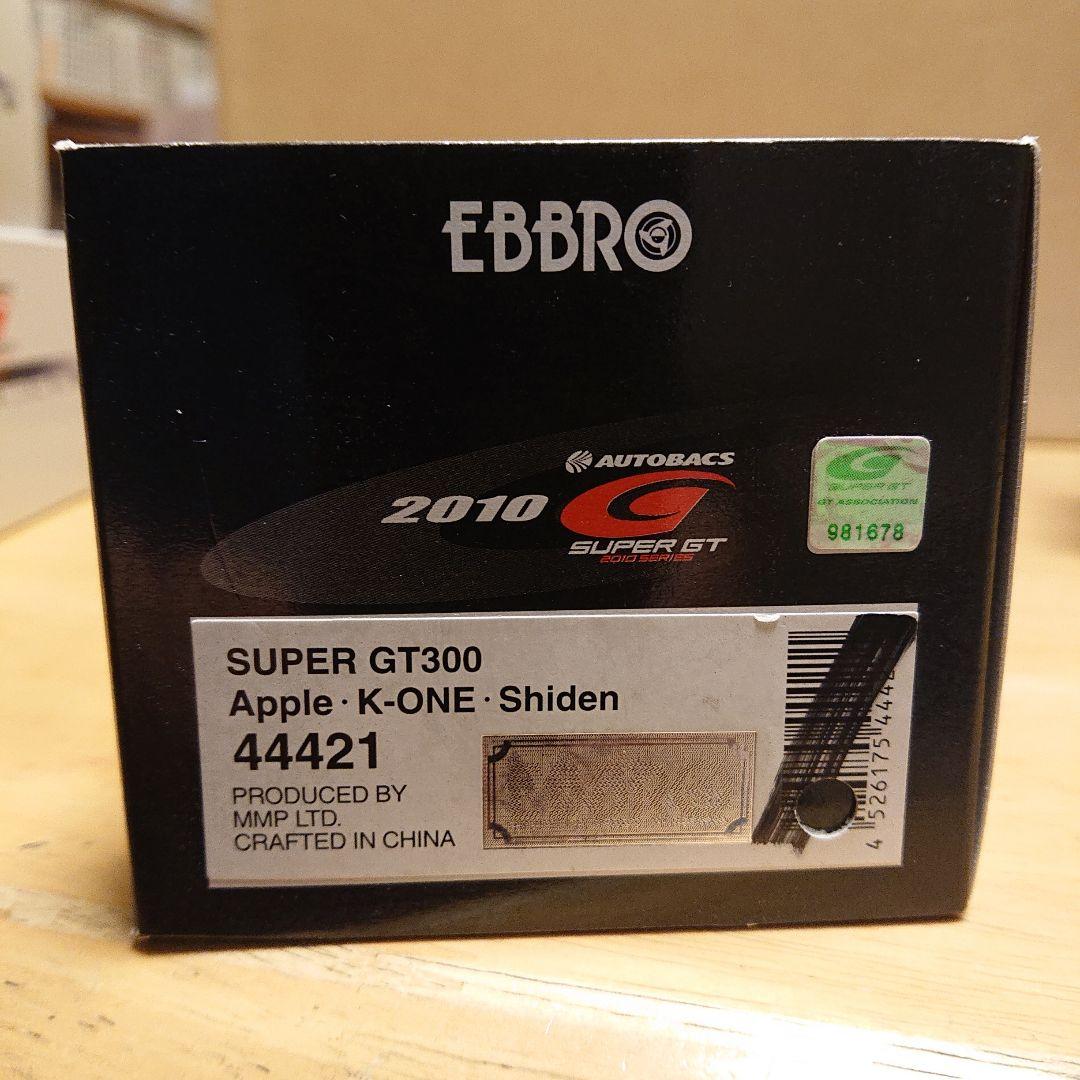 EBBRO
AUTOBACS
2010
SUPER GT
2010 SERIES
SUPER GT
GT ASSOCIATION
981678
SUPER GT300
Apple · K-ONE · Shiden
44421
PRODUCED BY
MMP LTD.
CRAFTED IN CHINA